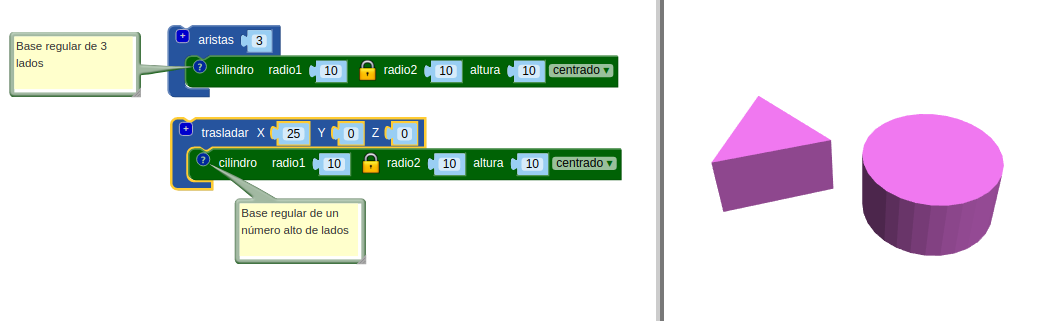 Base regular de 3
lados
+ aristas 3
? cilindro radio1 10 radio2 10 altura 10 centrado ▾
+ trasladar X 25 Y 0 Z 0
? cilindro radio1 10 radio2 10 altura 10 centrado ▾
Base regular de un
número alto de lados